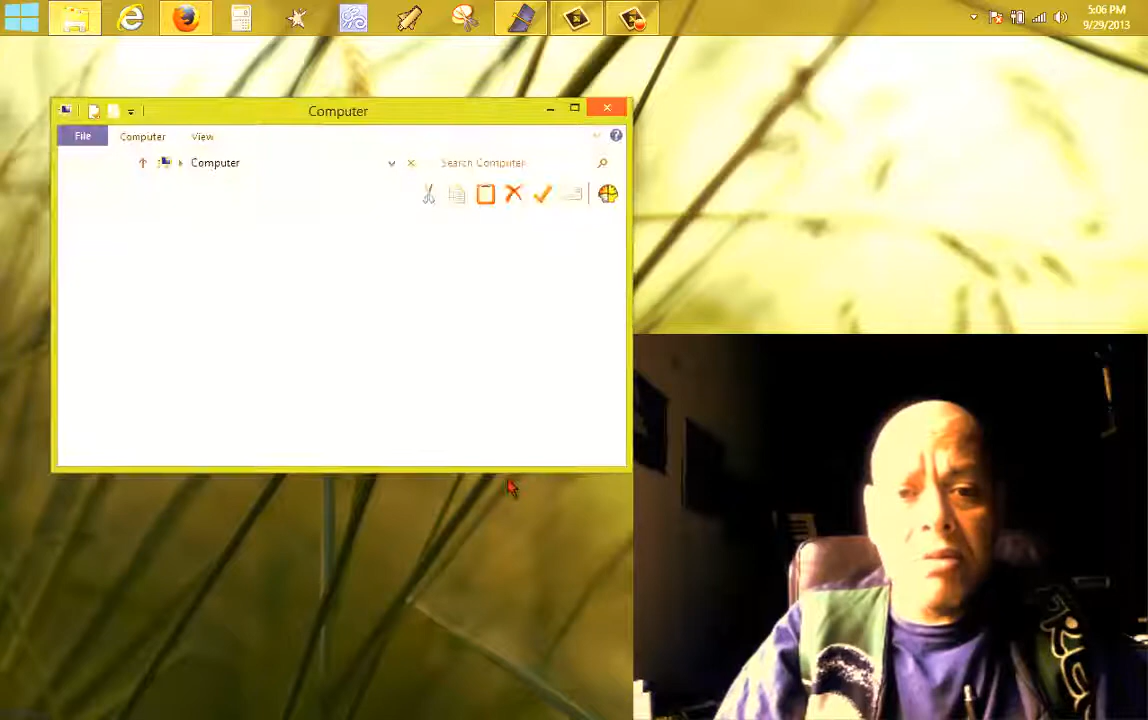 5:06 PM
9/29/2013
Computer
File
Computer
View
Computer
Search Computer